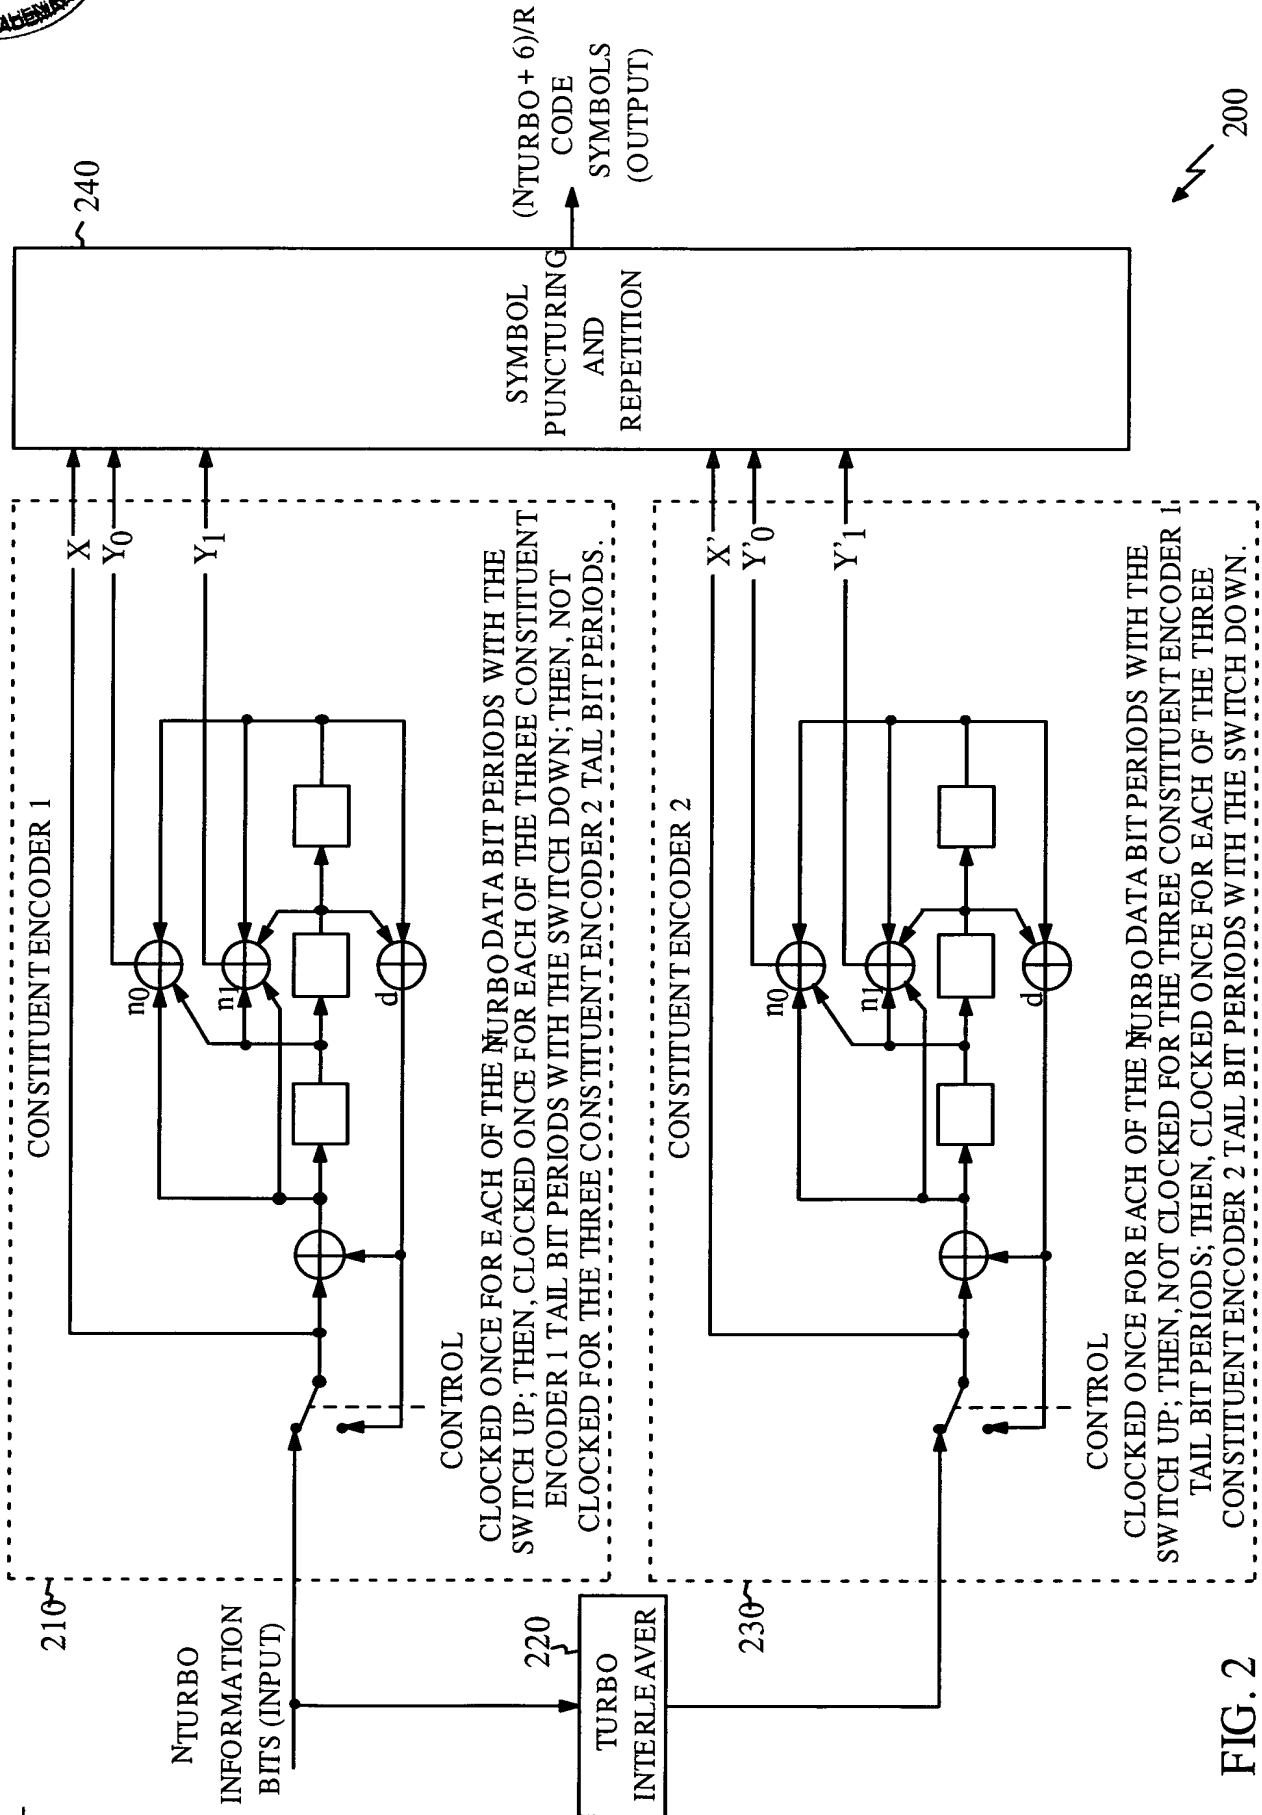 (NTURBO + 6)/R
CODE
SYMBOLS
(OUTPUT)
200
240
SYMBOL
PUNCTURING
AND
REPETITION
X
Y0
Y1
CONSTITUENT ENCODER 1
n0
n1
d
CONTROL
CLOCKED ONCE FOR EACH OF THE NTURBO DATA BIT PERIODS WITH THE
SWITCH UP; THEN, CLOCKED ONCE FOR EACH OF THE THREE CONSTITUENT
ENCODER 1 TAIL BIT PERIODS WITH THE SWITCH DOWN; THEN, NOT
CLOCKED FOR THE THREE CONSTITUENT ENCODER 2 TAIL BIT PERIODS.
210
NTURBO
INFORMATION
BITS (INPUT)
220
TURBO
INTERLEAVER
X'
Y'0
Y'1
CONSTITUENT ENCODER 2
n0
n1
d
CONTROL
CLOCKED ONCE FOR EACH OF THE NTURBO DATA BIT PERIODS WITH THE
SWITCH UP; THEN, NOT CLOCKED FOR THE THREE CONSTITUENT ENCODER 1
TAIL BIT PERIODS; THEN, CLOCKED ONCE FOR EACH OF THE THREE
CONSTITUENT ENCODER 2 TAIL BIT PERIODS WITH THE SWITCH DOWN.
230
FIG. 2